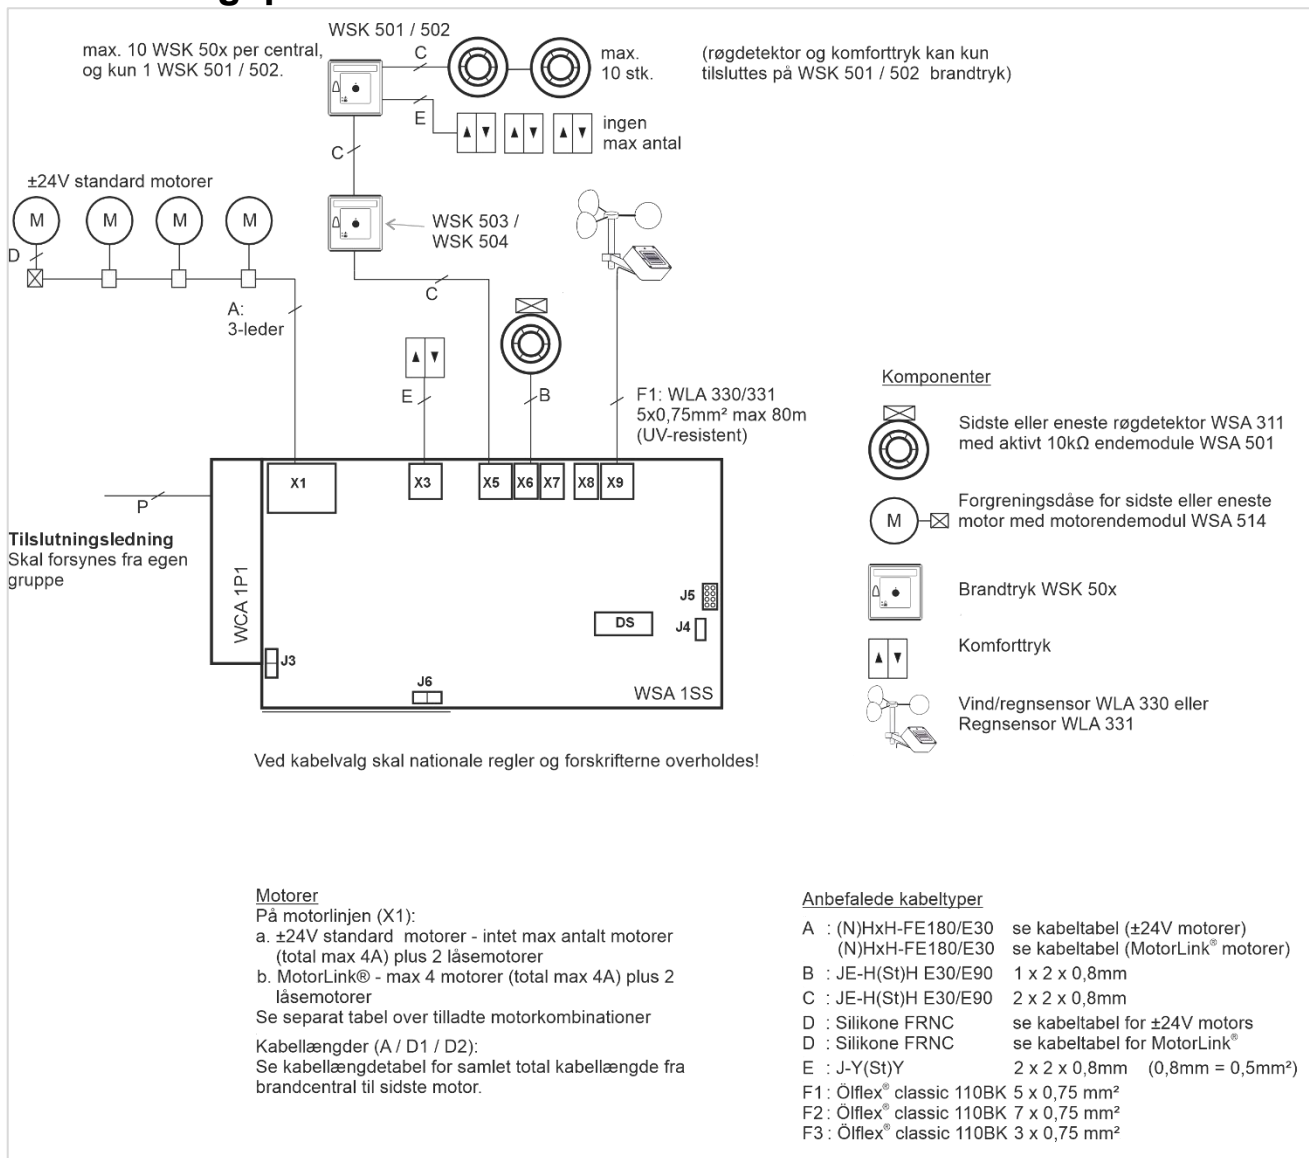 WSK 501 / 502
max. 10 WSK 50x per central,
og kun 1 WSK 501 / 502.
C
max.
10 stk.
(røgdetektor og komforttryk kan kun
tilsluttes på WSK 501 / 502 brandtryk)
E
ingen
max antal
C
±24V standard motorer
M
M
M
M
D
WSK 503 /
WSK 504
C
A:
3-leder
E
B
F1: WLA 330/331
5x0,75mm² max 80m
(UV-resistent)
X1
X3
X5
X6
X7
X8
X9
P
Tilslutningsledning
Skal forsynes fra egen
gruppe
WCA 1P1
J5
DS
J4
J3
J6
WSA 1SS
Komponenter
Sidste eller eneste røgdetektor WSA 311
med aktivt 10kΩ endemodule WSA 501
M
Forgreningsdåse for sidste eller eneste
motor med motorendemodul WSA 514
Brandtryk WSK 50x
Komforttryk
Vind/regnsensor WLA 330 eller
Regnsensor WLA 331
Ved kabelvalg skal nationale regler og forskrifterne overholdes!
Motorer
På motorlinjen (X1):
a. ±24V standard motorer - intet max antalt motorer
(total max 4A) plus 2 låsemotorer
b. MotorLink® - max 4 motorer (total max 4A) plus 2
låsemotorer
Se separat tabel over tilladte motorkombinationer
Kabellængder (A / D1 / D2):
Se kabellængdetabel for samlet total kabellængde fra
brandcentral til sidste motor.
Anbefalede kabeltyper
A : (N)HxH-FE180/E30 se kabeltabel (±24V motorer)
(N)HxH-FE180/E30 se kabeltabel (MotorLink® motorer)
B : JE-H(St)H E30/E90 1 x 2 x 0,8mm
C : JE-H(St)H E30/E90 2 x 2 x 0,8mm
D : Silikone FRNC se kabeltabel for ±24V motors
D : Silikone FRNC se kabeltabel for MotorLink®
E : J-Y(St)Y 2 x 2 x 0,8mm (0,8mm = 0,5mm²)
F1 : Ölflex® classic 110BK 5 x 0,75 mm²
F2 : Ölflex® classic 110BK 7 x 0,75 mm²
F3 : Ölflex® classic 110BK 3 x 0,75 mm²